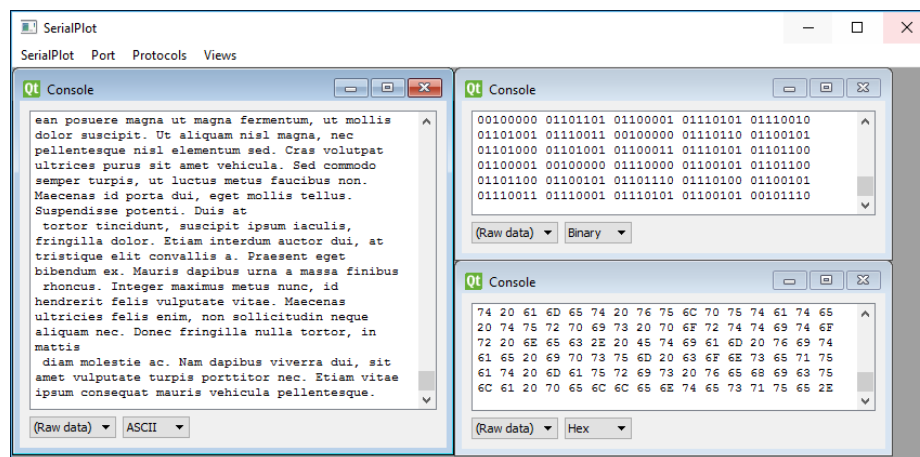 SerialPlot
SerialPlot Port Protocols Views
Qt Console
ean posuere magna ut magna fermentum, ut mollis
dolor suscipit. Ut aliquam nisl magna, nec
pellentesque nisl elementum sed. Cras volutpat
ultrices purus sit amet vehicula. Sed commodo
semper turpis, ut luctus metus faucibus non.
Maecenas id porta dui, eget mollis tellus.
Suspendisse potenti. Duis at
tortor tincidunt, suscipit ipsum iaculis,
fringilla dolor. Etiam interdum auctor dui, at
tristique elit convallis a. Praesent eget
bibendum ex. Mauris dapibus urna a massa finibus
rhoncus. Integer maximus metus nunc, id
hendrerit felis vulputate vitae. Maecenas
ultricies felis enim, non sollicitudin neque
aliquam nec. Donec fringilla nulla tortor, in
mattis
diam molestie ac. Nam dapibus viverra dui, sit
amet vulputate turpis porttitor nec. Etiam vitae
ipsum consequat mauris vehicula pellentesque.
(Raw data) ASCII
Qt Console
00100000 01101101 01100001 01110101 01110010
01101001 01110011 00100000 01110110 01100101
01101000 01101001 01100011 01110101 01101100
01100001 00100000 01110000 01100101 01101100
01101100 01100101 01101110 01110100 01100101
01110011 01110001 01110101 01100101 00101110
(Raw data) Binary
Qt Console
74 20 61 6D 65 74 20 76 75 6C 70 75 74 61 74 65
20 74 75 72 70 69 73 20 70 6F 72 74 74 69 74 6F
72 20 6E 65 63 2E 20 45 74 69 61 6D 20 76 69 74
61 65 20 69 70 73 75 6D 20 63 6F 6E 73 65 71 75
61 74 20 6D 61 75 72 69 73 20 76 65 68 69 63 75
6C 61 20 70 65 6C 6C 65 6E 74 65 73 71 75 65 2E
(Raw data) Hex